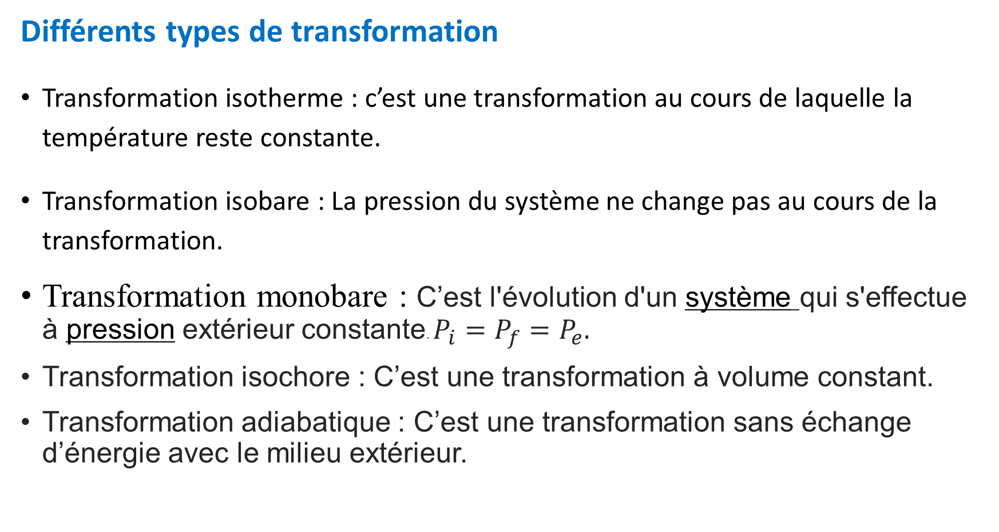 Différents types de transformation
• Transformation isotherme : c’est une transformation au cours de laquelle la
température reste constante.
• Transformation isobare : La pression du système ne change pas au cours de la
transformation.
• Transformation monobare : C’est l'évolution d'un système qui s'effectue
à pression extérieur constante. P_i = P_f = P_e.
• Transformation isochore : C’est une transformation à volume constant.
• Transformation adiabatique : C’est une transformation sans échange
d’énergie avec le milieu extérieur.